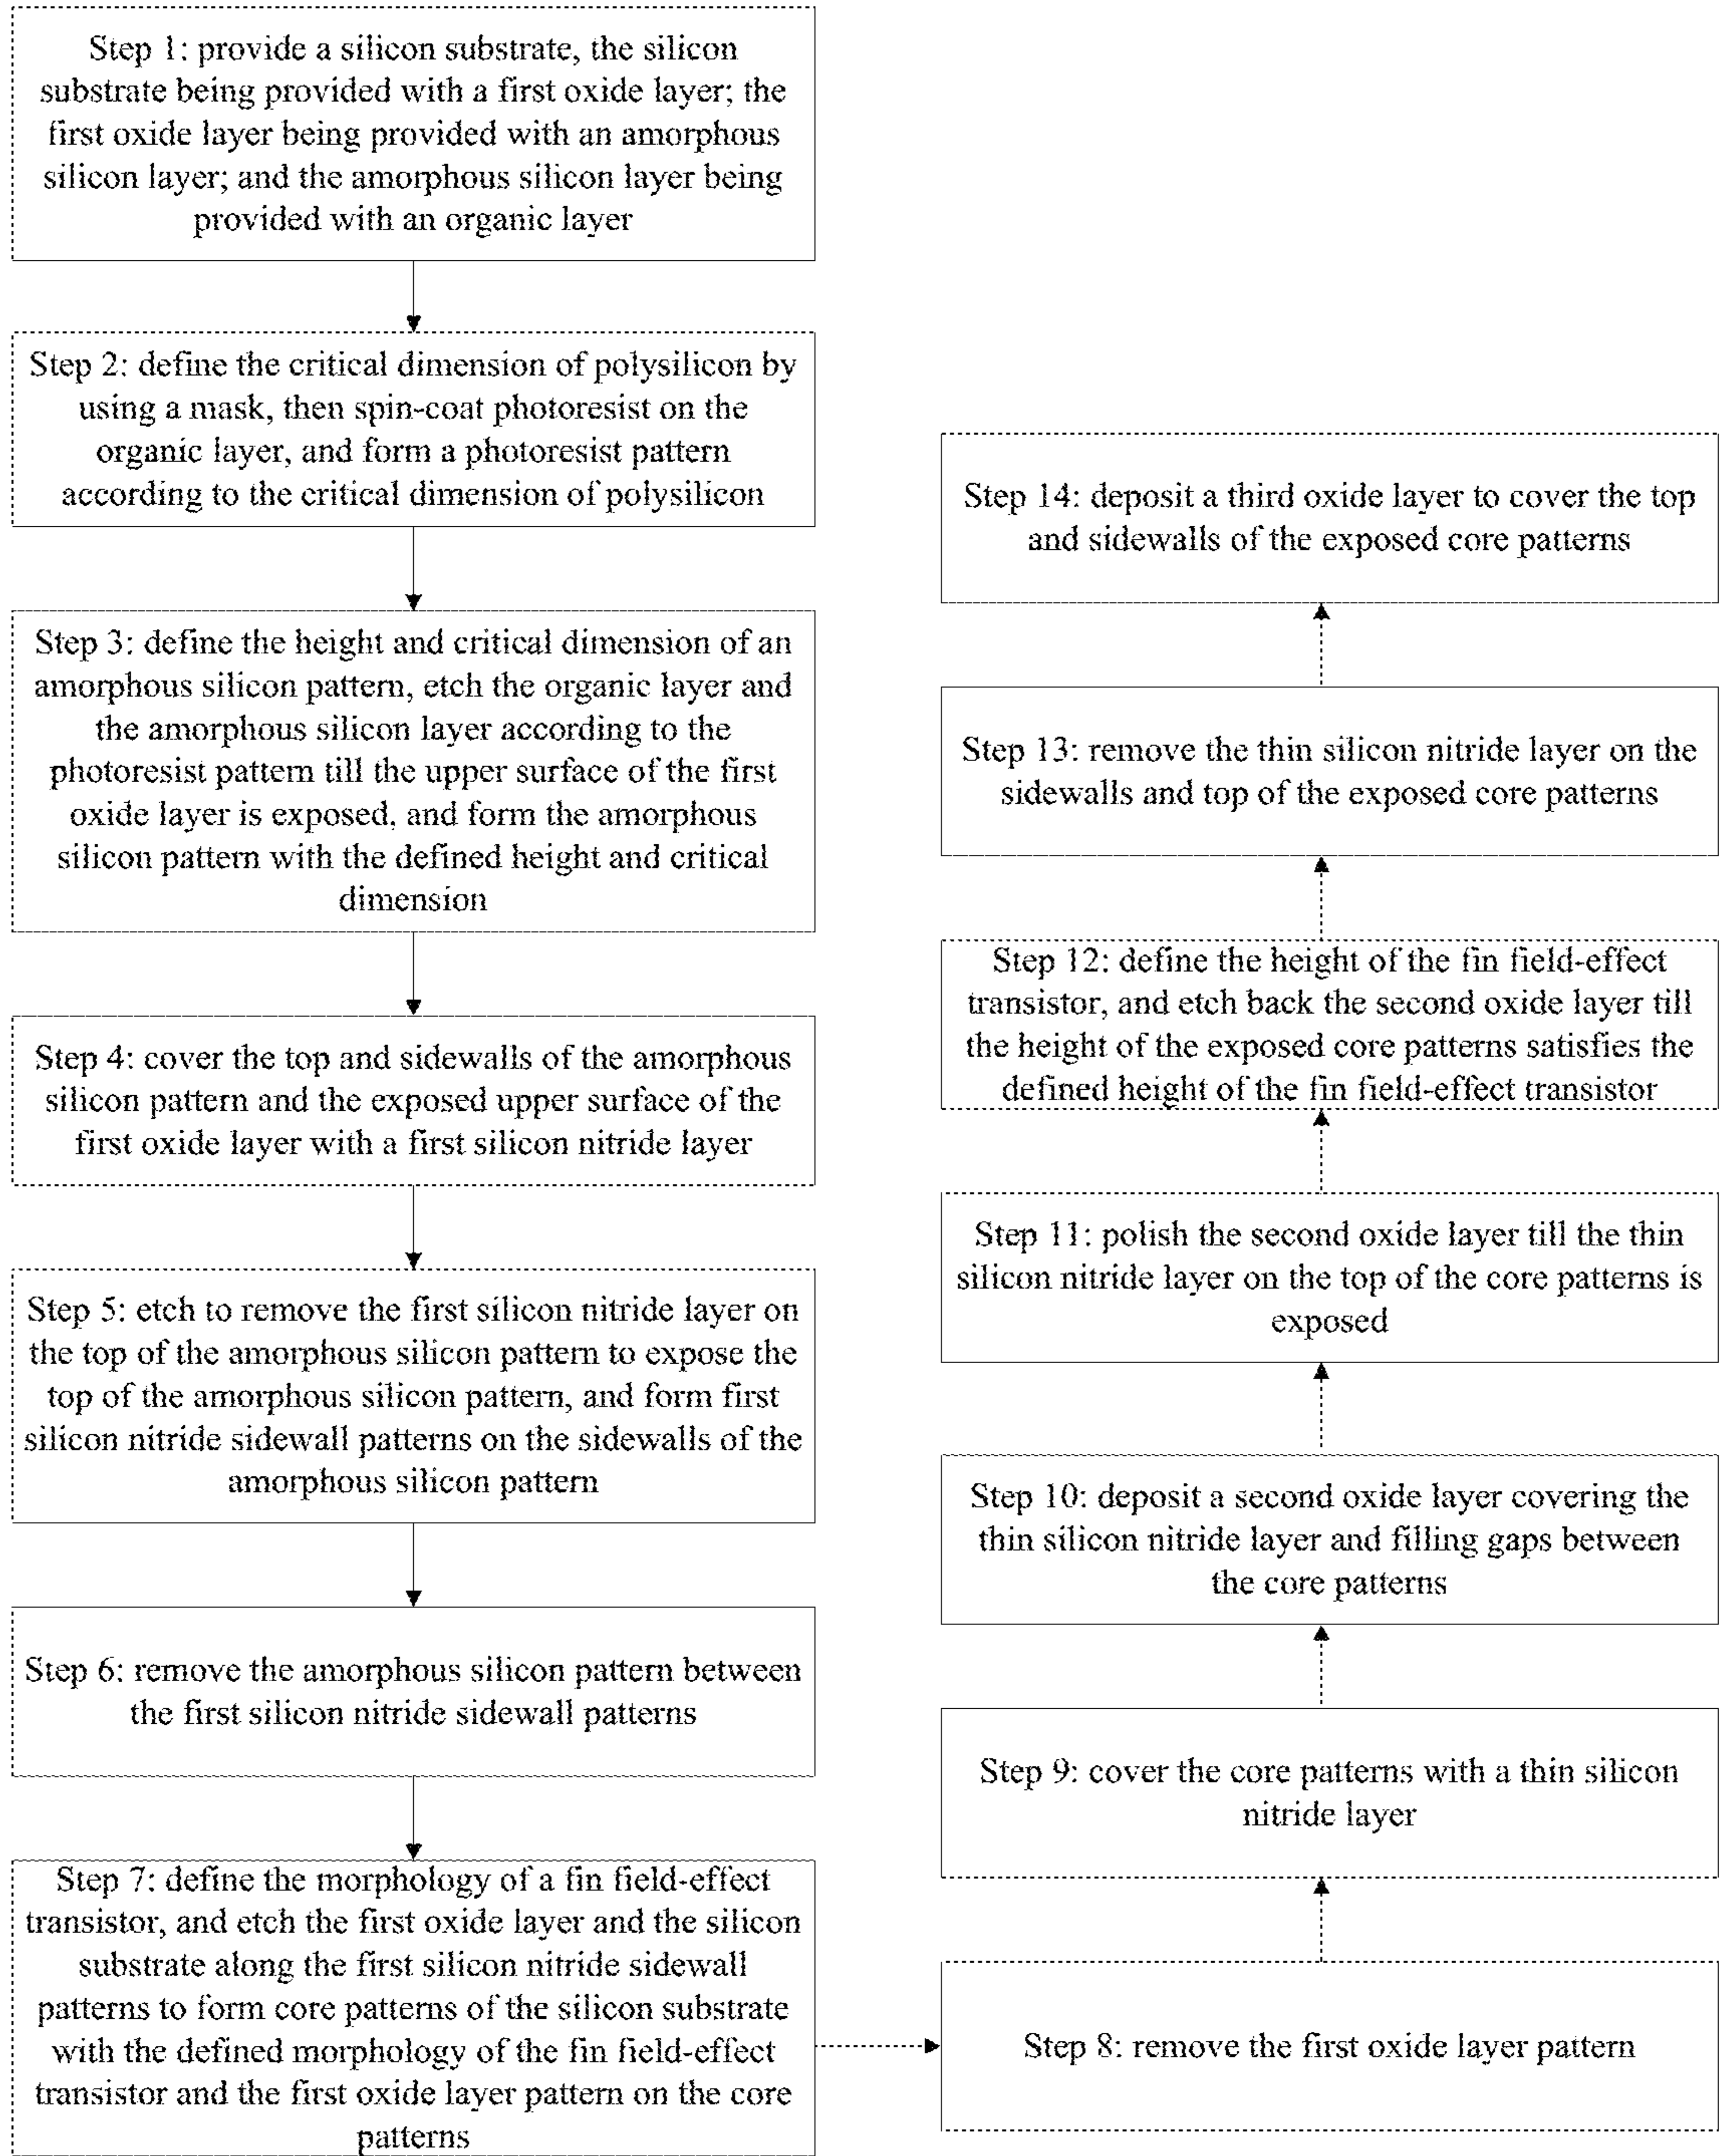 Step 1: provide a silicon substrate, the silicon
substrate being provided with a first oxide layer; the
first oxide layer being provided with an amorphous
silicon layer; and the amorphous silicon layer being
provided with an organic layer
Step 2: define the critical dimension of polysilicon by
using a mask, then spin-coat photoresist on the
organic layer, and form a photoresist pattern
according to the critical dimension of polysilicon
Step 3: define the height and critical dimension of an
amorphous silicon pattern, etch the organic layer and
the amorphous silicon layer according to the
photoresist pattern till the upper surface of the first
oxide layer is exposed, and form the amorphous
silicon pattern with the defined height and critical
dimension
Step 4: cover the top and sidewalls of the amorphous
silicon pattern and the exposed upper surface of the
first oxide layer with a first silicon nitride layer
Step 5: etch to remove the first silicon nitride layer on
the top of the amorphous silicon pattern to expose the
top of the amorphous silicon pattern, and form first
silicon nitride sidewall patterns on the sidewalls of the
amorphous silicon pattern
Step 6: remove the amorphous silicon pattern between
the first silicon nitride sidewall patterns
Step 7: define the morphology of a fin field-effect
transistor, and etch the first oxide layer and the silicon
substrate along the first silicon nitride sidewall
patterns to form core patterns of the silicon substrate
with the defined morphology of the fin field-effect
transistor and the first oxide layer pattern on the core
patterns
Step 8: remove the first oxide layer pattern
Step 9: cover the core patterns with a thin silicon
nitride layer
Step 10: deposit a second oxide layer covering the
thin silicon nitride layer and filling gaps between
the core patterns
Step 11: polish the second oxide layer till the thin
silicon nitride layer on the top of the core patterns is
exposed
Step 12: define the height of the fin field-effect
transistor, and etch back the second oxide layer till
the height of the exposed core patterns satisfies the
defined height of the fin field-effect transistor
Step 13: remove the thin silicon nitride layer on the
sidewalls and top of the exposed core patterns
Step 14: deposit a third oxide layer to cover the top
and sidewalls of the exposed core patterns